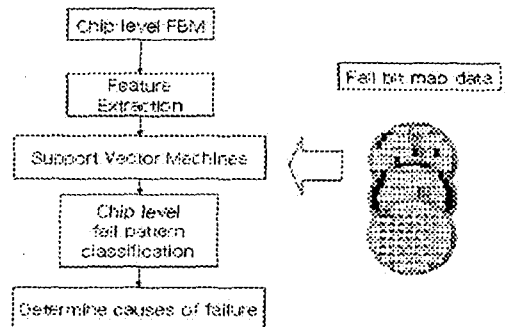 Chip level FBM
Feature
Extraction
Support Vector Machines
Chip level
fail pattern
classification
Determine causes of failure
Fail bit map data